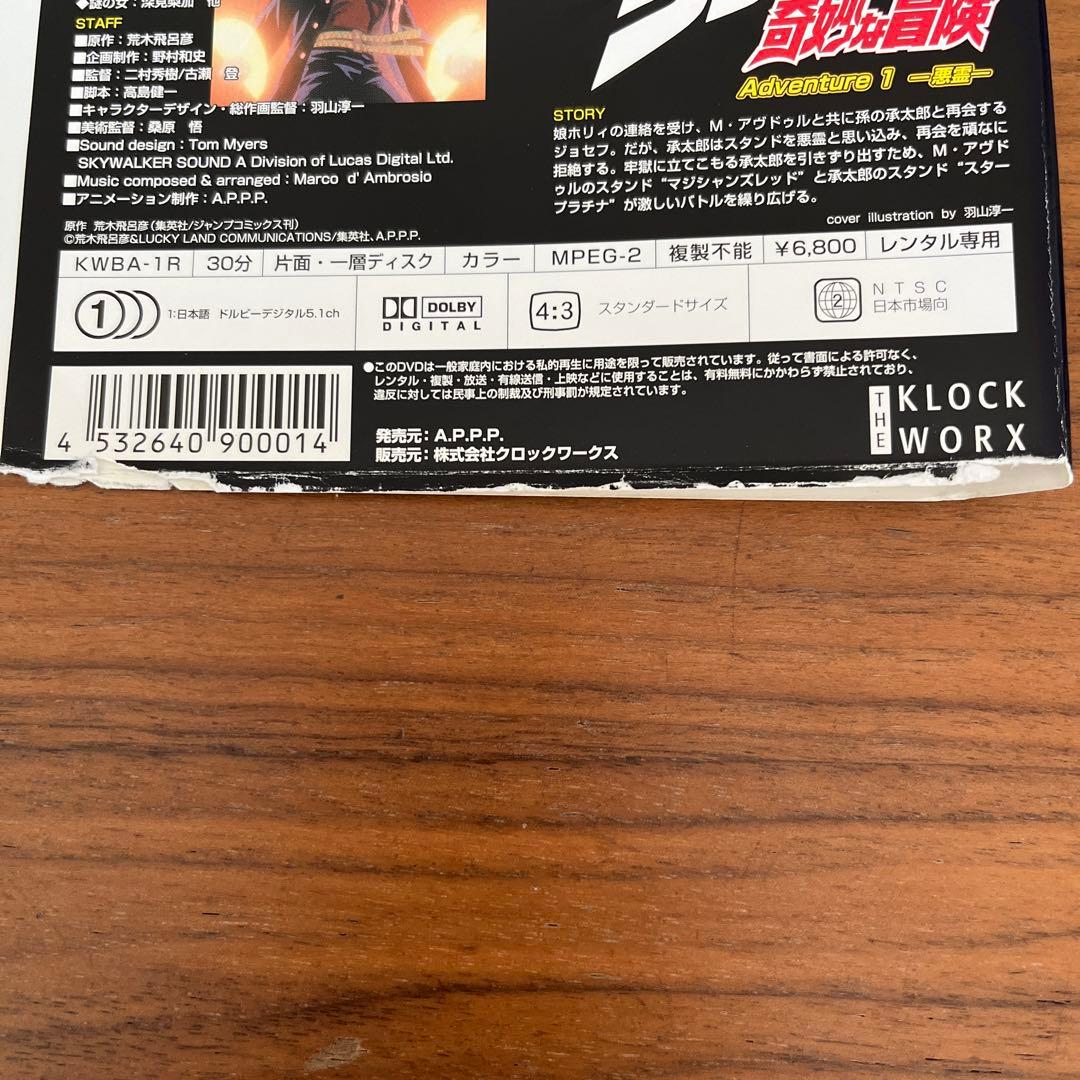 ◆謎の女：深見梨加　他
STAFF
■原作：荒木飛呂彦
■企画制作：野村和史
■監督：二村秀樹/古瀬　登
■脚本：高島健一
■キャラクターデザイン・総作画監督：羽山淳一
■美術監督：桑原　悟
■Sound design : Tom Myers
SKYWALKER SOUND A Division of Lucas Digital Ltd.
■Music composed & arranged : Marco d' Ambrosio
■アニメーション制作：A.P.P.P.
原作 荒木飛呂彦（集英社/ジャンプコミックス刊）
©荒木飛呂彦&LUCKY LAND COMMUNICATIONS/集英社、A.P.P.P.
奇妙な冒険
Adventure 1 ー悪霊ー
STORY
娘ホリィの連絡を受け、M・アヴドゥルと共に孫の承太郎と再会する
ジョセフ。だが、承太郎はスタンドを悪霊と思い込み、再会を頑なに
拒絶する。牢獄に立てこもる承太郎を引きずり出すため、M・アヴド
ゥルのスタンド“マジシャンズレッド”と承太郎のスタンド“スター
プラチナ”が激しいバトルを繰り広げる。
cover illustration by 羽山淳一
KWBA-1R 30分 片面・一層ディスク カラー MPEG-2 複製不能 ¥6,800 レンタル専用
1 1:日本語 ドルビーデジタル5.1ch
DOLBY
DIGITAL
4:3 スタンダードサイズ
2 NTSC
日本市場向
4 532640 900014
●このDVDは一般家庭内における私的再生に用途を限って販売されています。従って書面による許可なく、
レンタル・複製・放送・有線送信・上映などに使用することは、有料無料にかかわらず禁止されており、
違反に対しては民事上の制裁及び刑事罰が規定されています。
発売元：A.P.P.P.
販売元：株式会社クロックワークス
THE KLOCK
WORX